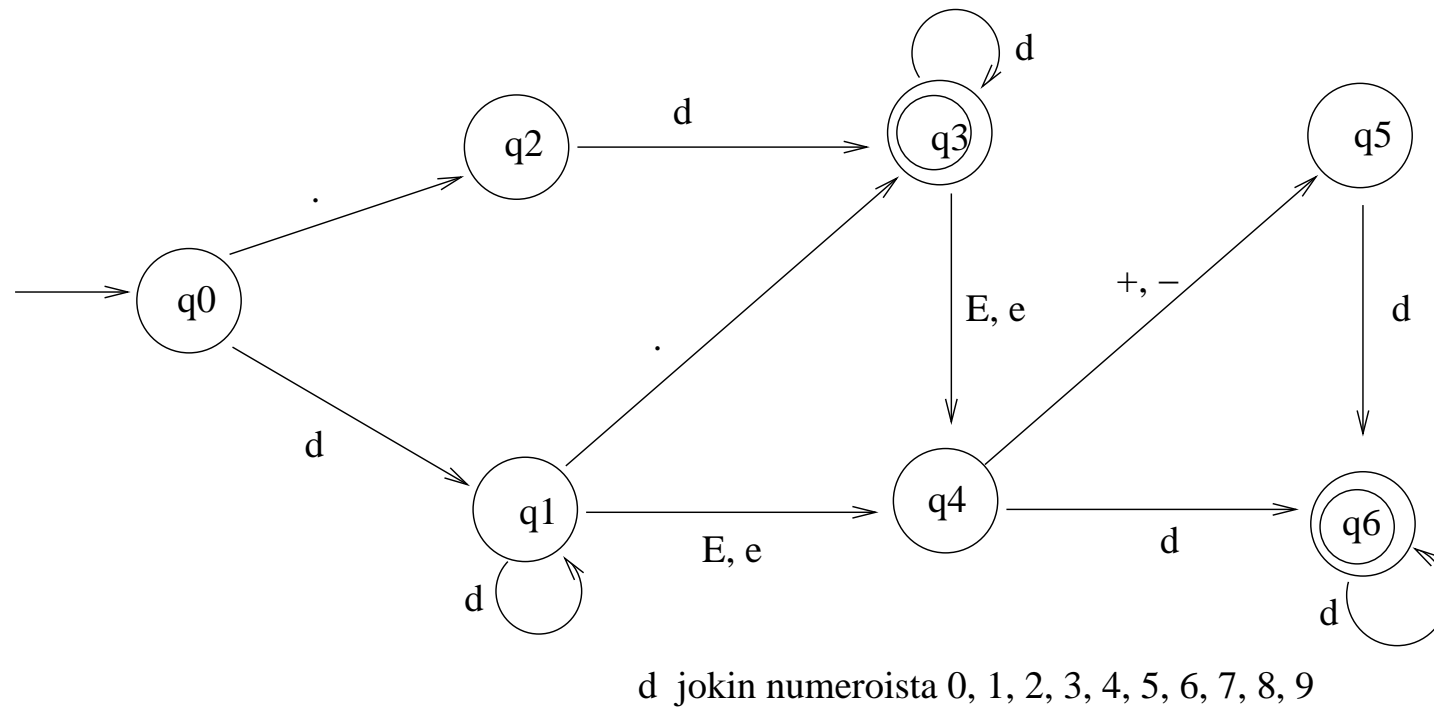 d
q3
q5
q2
d
.
q0
E, e
+, −
d
.
d
q1
q4
q6
E, e
d
d
d
d jokin numeroista 0, 1, 2, 3, 4, 5, 6, 7, 8, 9